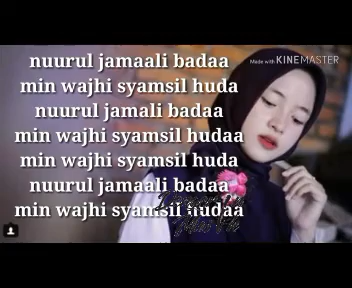 Made with KINEMASTER
nuurul jamaali badaa
min wajhi syamsil huda
nuurul jamali badaa
min wajhi syamsil hudaa
min wajhi syamsil huda
nuurul jamaali badaa
min wajhi syamsil hudaa